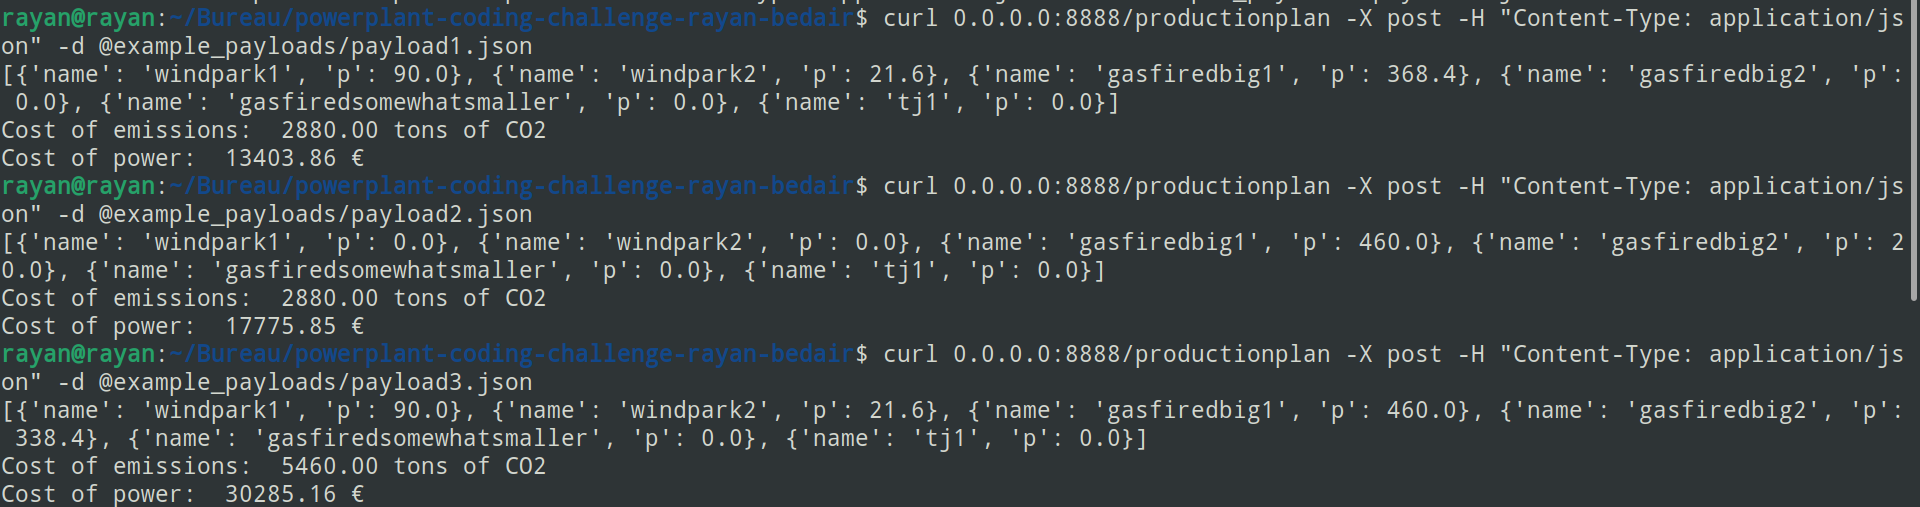 rayan@rayan:~/Bureau/powerplant-coding-challenge-rayan-bedair$ curl 0.0.0.0:8888/productionplan -X post -H "Content-Type: application/js
on" -d @example_payloads/payload1.json
[{'name': 'windpark1', 'p': 90.0}, {'name': 'windpark2', 'p': 21.6}, {'name': 'gasfiredbig1', 'p': 368.4}, {'name': 'gasfiredbig2', 'p':
 0.0}, {'name': 'gasfiredsomewhatsmaller', 'p': 0.0}, {'name': 'tj1', 'p': 0.0}]
Cost of emissions:  2880.00 tons of CO2
Cost of power:  13403.86 €
rayan@rayan:~/Bureau/powerplant-coding-challenge-rayan-bedair$ curl 0.0.0.0:8888/productionplan -X post -H "Content-Type: application/js
on" -d @example_payloads/payload2.json
[{'name': 'windpark1', 'p': 0.0}, {'name': 'windpark2', 'p': 0.0}, {'name': 'gasfiredbig1', 'p': 460.0}, {'name': 'gasfiredbig2', 'p': 2
0.0}, {'name': 'gasfiredsomewhatsmaller', 'p': 0.0}, {'name': 'tj1', 'p': 0.0}]
Cost of emissions:  2880.00 tons of CO2
Cost of power:  17775.85 €
rayan@rayan:~/Bureau/powerplant-coding-challenge-rayan-bedair$ curl 0.0.0.0:8888/productionplan -X post -H "Content-Type: application/js
on" -d @example_payloads/payload3.json
[{'name': 'windpark1', 'p': 90.0}, {'name': 'windpark2', 'p': 21.6}, {'name': 'gasfiredbig1', 'p': 460.0}, {'name': 'gasfiredbig2', 'p':
 338.4}, {'name': 'gasfiredsomewhatsmaller', 'p': 0.0}, {'name': 'tj1', 'p': 0.0}]
Cost of emissions:  5460.00 tons of CO2
Cost of power:  30285.16 €